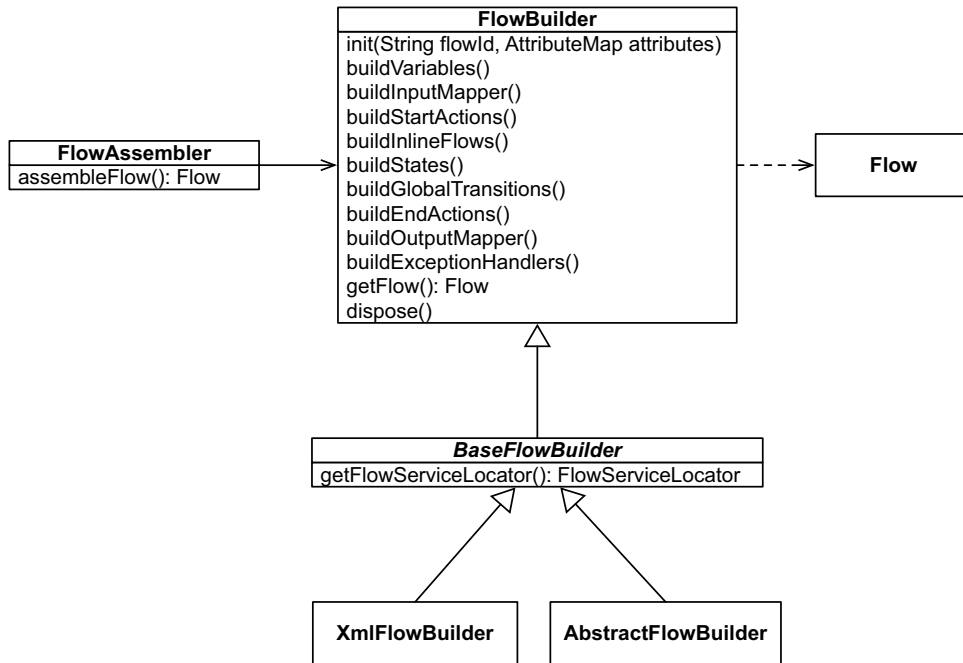 FlowBuilder
init(String flowId, AttributeMap attributes)
buildVariables()
buildInputMapper()
buildStartActions()
buildInlineFlows()
buildStates()
buildGlobalTransitions()
buildEndActions()
buildOutputMapper()
buildExceptionHandlers()
getFlow(): Flow
dispose()
FlowAssembler
assembleFlow(): Flow
Flow
BaseFlowBuilder
getFlowServiceLocator(): FlowServiceLocator
XmlFlowBuilder
AbstractFlowBuilder